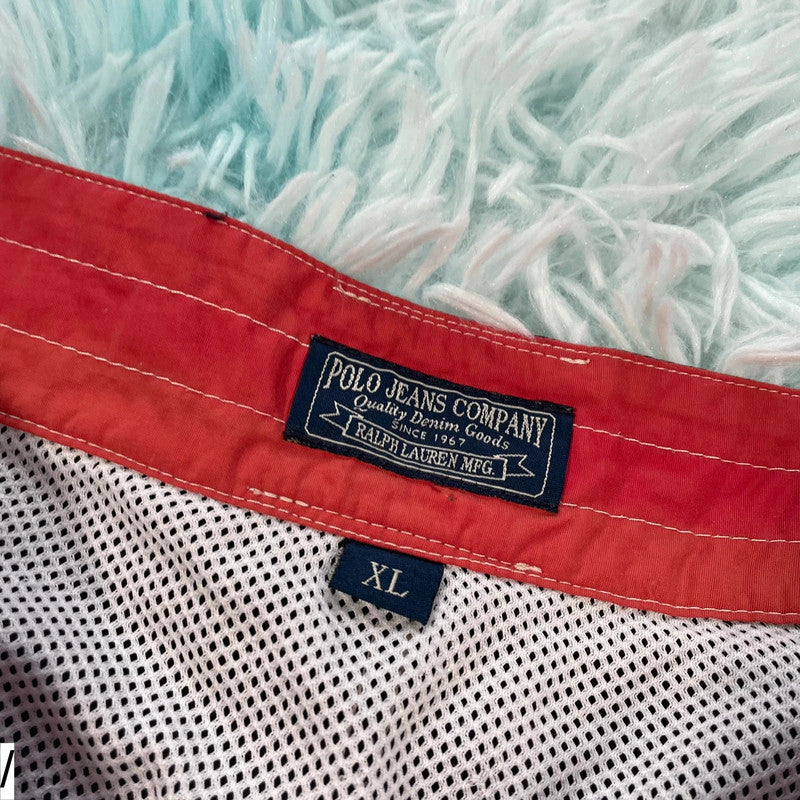 POLO JEANS COMPANY
Quality Denim Goods
SINCE 1967
RALPH LAUREN MFG.
XL
/